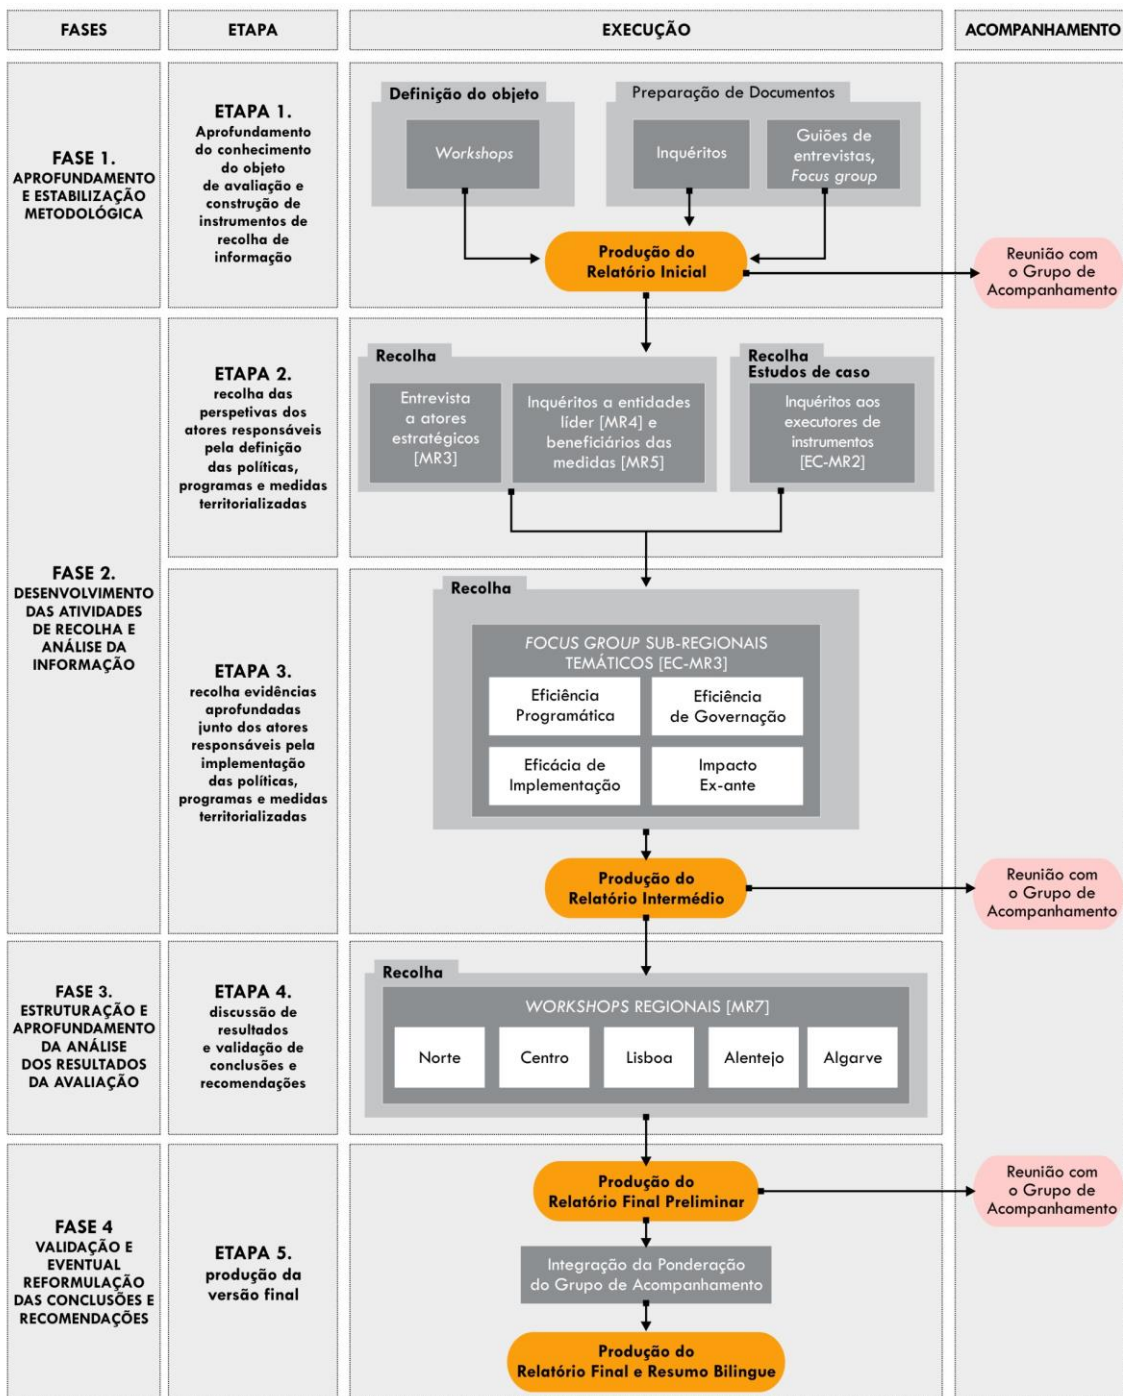 FASES
ETAPA
EXECUÇÃO
ACOMPANHAMENTO
FASE 1.
APROFUNDAMENTO
E ESTABILIZAÇÃO
METODOLÓGICA
ETAPA 1.
Aprofundamento
do conhecimento
do objeto
de avaliação e
construção de
instrumentos de
recolha de
informação
Definição do objeto
Workshops
Preparação de Documentos
Inquéritos
Guiões de
entrevistas,
Focus group
Produção do
Relatório Inicial
Reunião com
o Grupo de
Acompanhamento
FASE 2.
DESENVOLVIMENTO
DAS ATIVIDADES
DE RECOLHA E
ANÁLISE DA
INFORMAÇÃO
ETAPA 2.
recolha das
perspetivas dos
atores responsáveis
pela definição
das políticas,
programas e medidas
territorializadas
Recolha
Entrevista
a atores
estratégicos
[MR3]
Inquéritos a entidades
líder [MR4] e
beneficiários das
medidas [MR5]
Recolha
Estudos de caso
Inquéritos aos
executores de
instrumentos
[EC-MR2]
ETAPA 3.
recolha evidências
aprofundadas
junto dos atores
responsáveis pela
implementação
das políticas,
programas e medidas
territorializadas
Recolha
FOCUS GROUP SUB-REGIONAIS
TEMÁTICOS [EC-MR3]
Eficiência
Programática
Eficiência
de Governação
Eficácia de
Implementação
Impacto
Ex-ante
Produção do
Relatório Intermédio
Reunião com
o Grupo de
Acompanhamento
FASE 3.
ESTRUTURAÇÃO E
APROFUNDAMENTO
DA ANÁLISE
DOS RESULTADOS
DA AVALIAÇÃO
ETAPA 4.
discussão de
resultados
e validação de
conclusões e
recomendações
Recolha
WORKSHOPS REGIONAIS [MR7]
Norte
Centro
Lisboa
Alentejo
Algarve
FASE 4
VALIDAÇÃO E
EVENTUAL
REFORMULAÇÃO
DAS CONCLUSÕES E
RECOMENDAÇÕES
ETAPA 5.
produção da
versão final
Produção do
Relatório Final Preliminar
Reunião com
o Grupo de
Acompanhamento
Integração da Ponderação
do Grupo de Acompanhamento
Produção do
Relatório Final e Resumo Bilingue